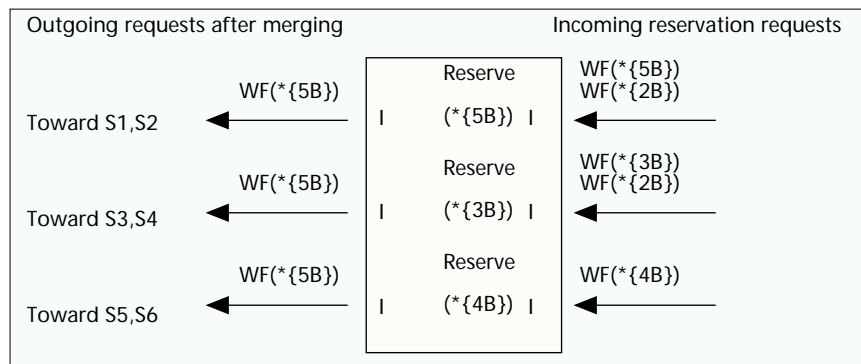 Outgoing requests after merging
Incoming reservation requests
Reserve
WF(*{5B})
WF(*{5B})
WF(*{2B})
Toward S1,S2
I
(*{5B})
I
Reserve
WF(*{5B})
WF(*{3B})
WF(*{2B})
Toward S3,S4
I
(*{3B})
I
Reserve
WF(*{5B})
WF(*{4B})
Toward S5,S6
I
(*{4B})
I